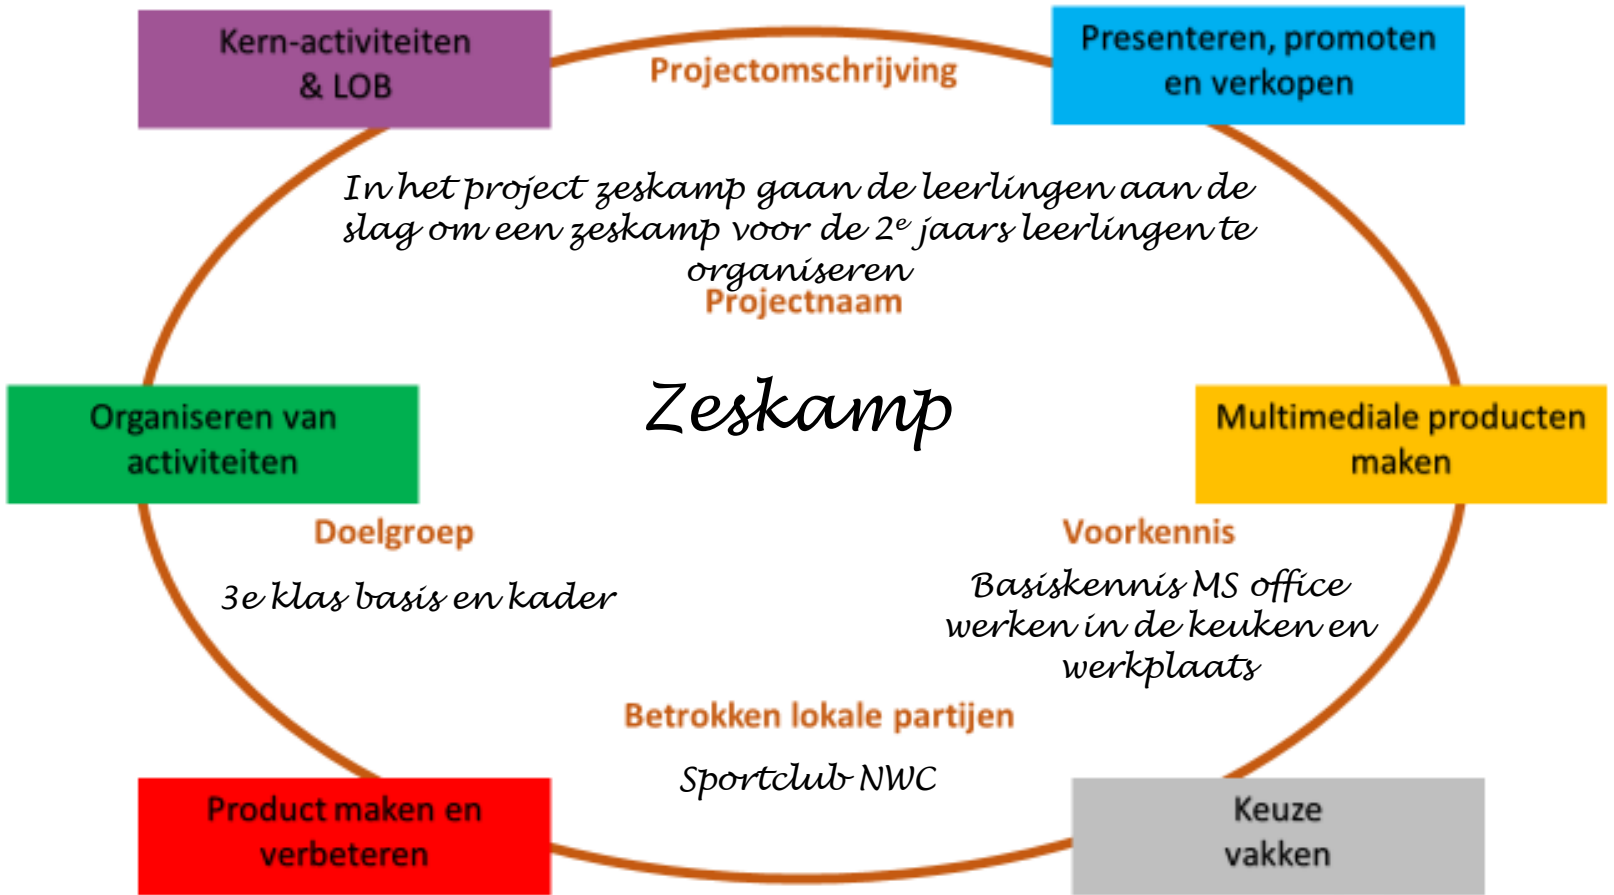 Kern-activiteiten
& LOB
Projectomschrijving
Presenteren, promoten
en verkopen
In het project zeskamp gaan de leerlingen aan de
slag om een zeskamp voor de 2e jaars leerlingen te
organiseren
Projectnaam
Zeskamp
Organiseren van
activiteiten
Multimediale producten
maken
Doelgroep
3e klas basis en kader
Voorkennis
Basiskennis MS office
werken in de keuken en
werkplaats
Betrokken lokale partijen
Sportclub NWC
Product maken en
verbeteren
Keuze
vakken